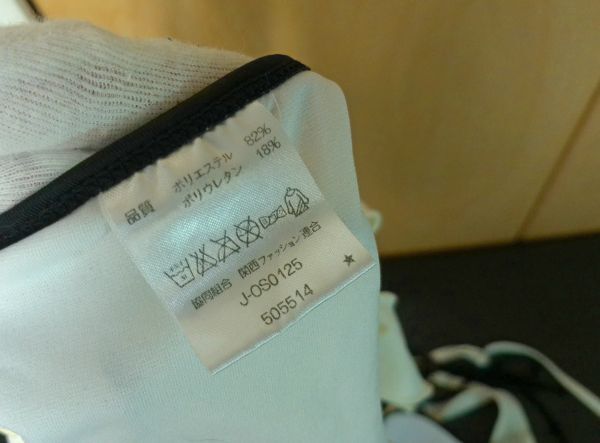 品質 ポリエステル 82%
ポリウレタン 18%
協同組合 関西ファッション連合
J-OS0125
505514 ★